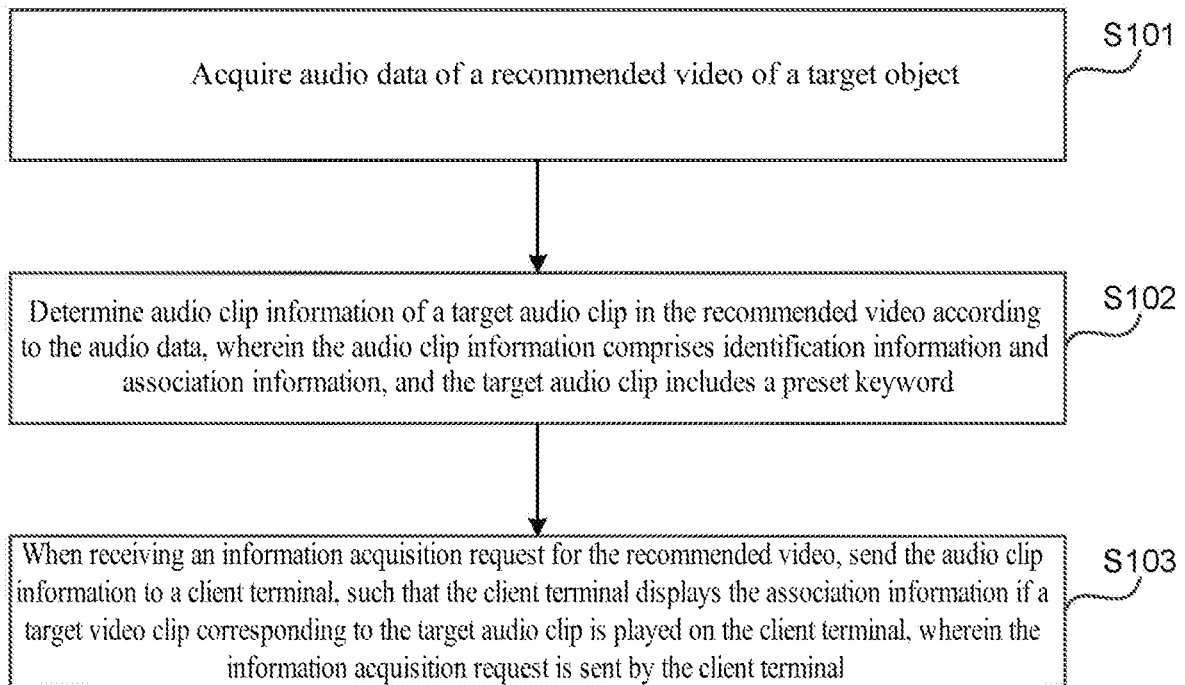 S101
Acquire audio data of a recommended video of a target object
S102
Determine audio clip information of a target audio clip in the recommended video according
to the audio data, wherein the audio clip information comprises identification information and
association information, and the target audio clip includes a preset keyword
S103
When receiving an information acquisition request for the recommended video, send the audio clip
information to a client terminal, such that the client terminal displays the association information if a
target video clip corresponding to the target audio clip is played on the client terminal, wherein the
information acquisition request is sent by the client terminal